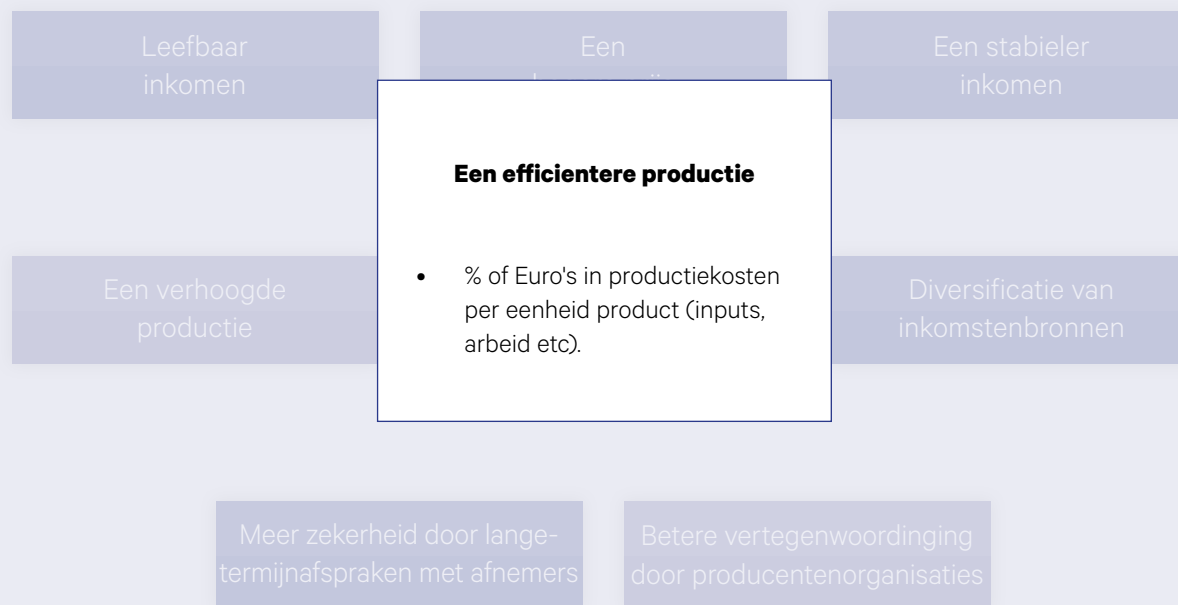 Leefbaar
inkomen
Een
Een stabieler
inkomen
Een efficientere productie
• % of Euro's in productiekosten
per eenheid product (inputs,
arbeid etc).
Een verhoogde
productie
Diversificatie van
inkomstenbronnen
Meer zekerheid door lange-
termijnafspraken met afnemers
Betere vertegenwoordinging
door producentenorganisaties